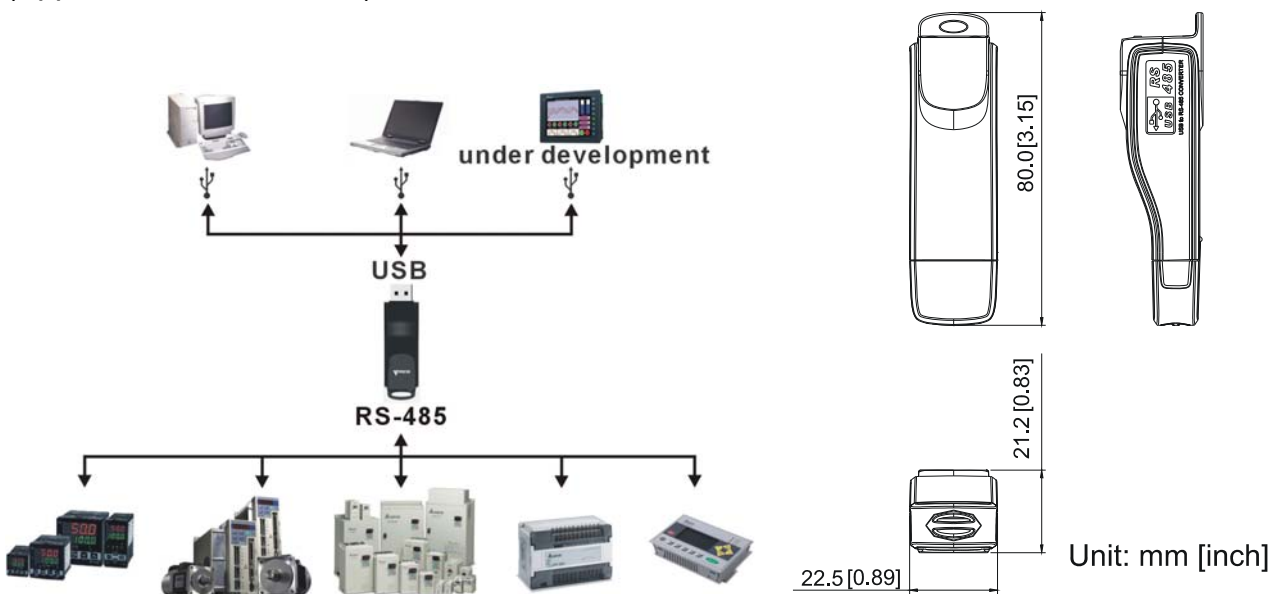 under development
USB
RS-485
80.0[3.15]
RS
485
USB
USB to RS-485 CONVERTER
21.2 [0.83]
22.5 [0.89]
Unit: mm [inch]